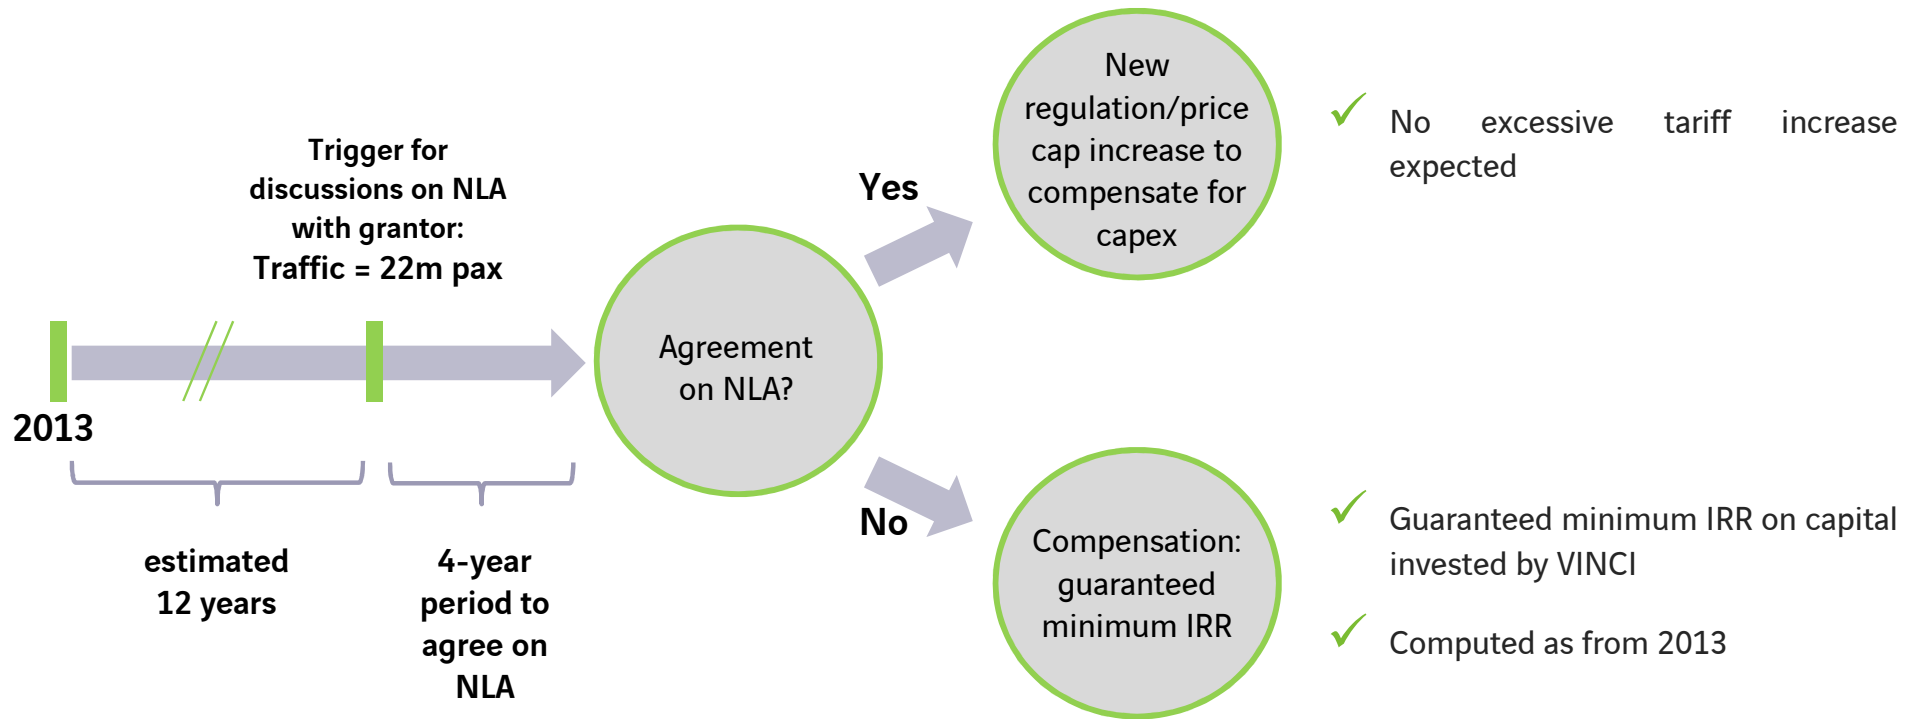 Trigger for
discussions on NLA
with grantor:
Traffic = 22m pax
2013
estimated
12 years
4-year
period to
agree on
NLA
Agreement
on NLA?
Yes
New
regulation/price
cap increase to
compensate for
capex
No excessive tariff increase
expected
No
Compensation:
guaranteed
minimum IRR
Guaranteed minimum IRR on capital
invested by VINCI
Computed as from 2013